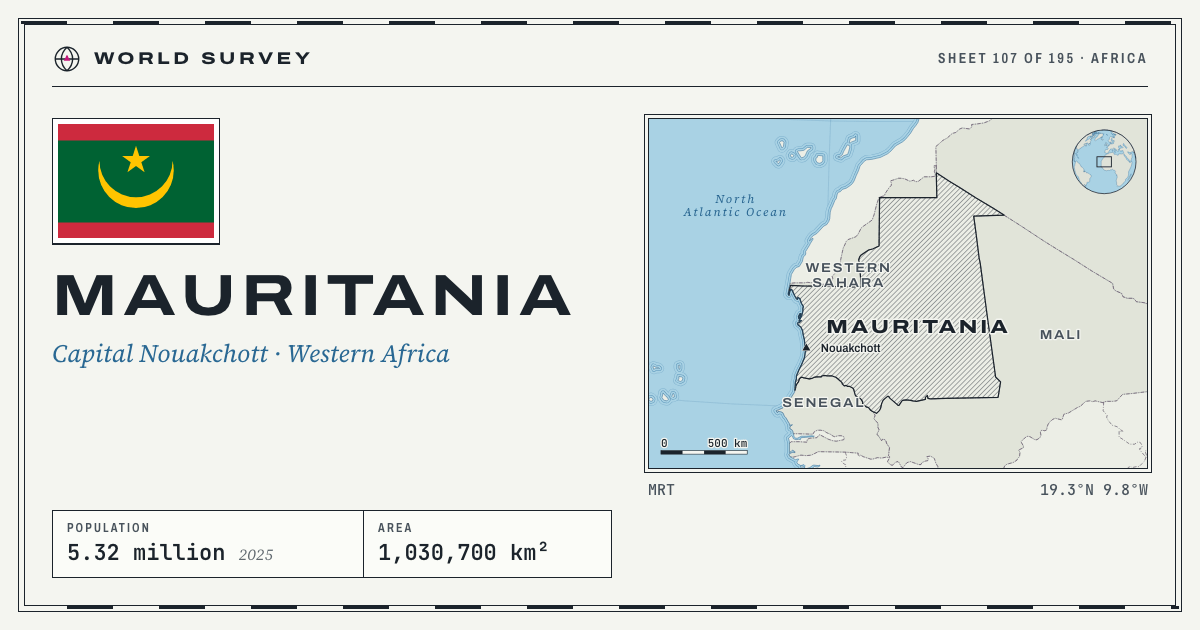 WORLD SURVEY
SHEET 107 OF 195 · AFRICA
MAURITANIA
Capital Nouakchott · Western Africa
North
Atlantic Ocean
WESTERN
SAHARA
MAURITANIA
Nouakchott
MALI
SENEGAL
0 500 km
MRT
19.3°N 9.8°W
POPULATION
5.32 million 2025
AREA
1,030,700 km²